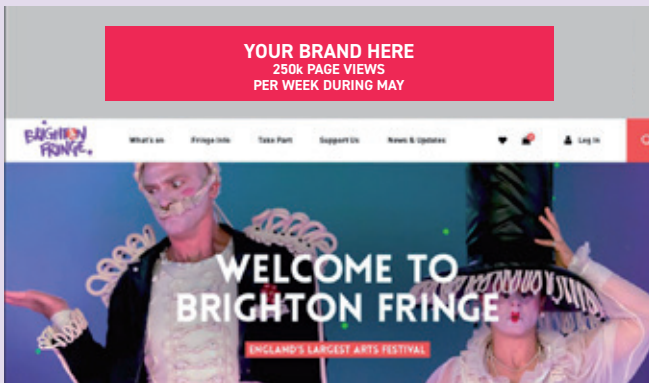 YOUR BRAND HERE
250k PAGE VIEWS
PER WEEK DURING MAY
BRIGHTON FRINGE.
What's on Fringe Info Take Part Support Us News & Updates Log In
WELCOME TO
BRIGHTON FRINGE
ENGLAND'S LARGEST ARTS FESTIVAL